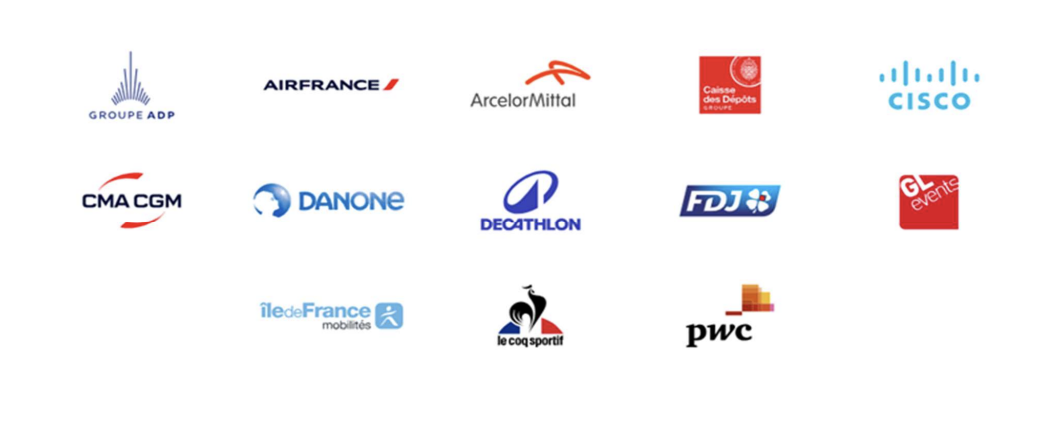 GROUPE ADP
AIRFRANCE
ArcelorMittal
Caisse
des Dépôts
GROUPE
CISCO
CMA CGM
DANONE
DECATHLON
FDJ
GL
events
îledeFrance
mobilités
le coq sportif
pwc